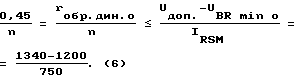 0,45/n = r обр.дин.о/n ≤ (U доп. - U BR min o)/I RSM =
= (1340-1200)/750. (6)